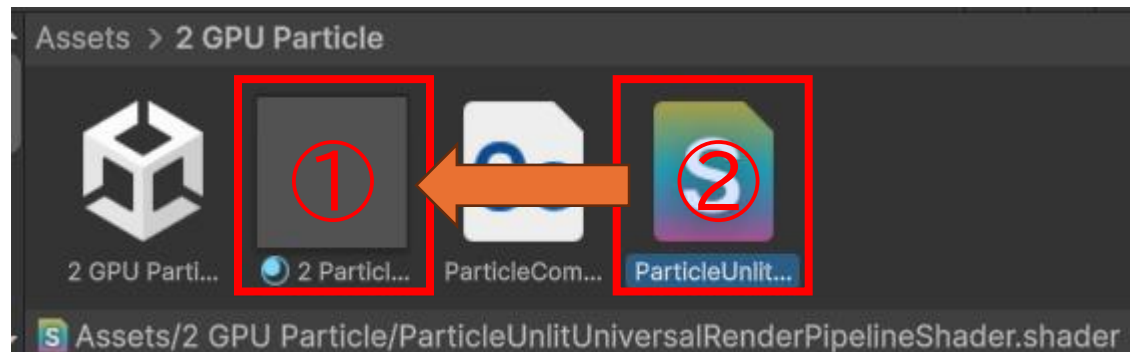 Assets > 2 GPU Particle
① ②
2 GPU Parti... 2 Particl... ParticleCom... ParticleUnlit...
Assets/2 GPU Particle/ParticleUnlitUniversalRenderPipelineShader.shader